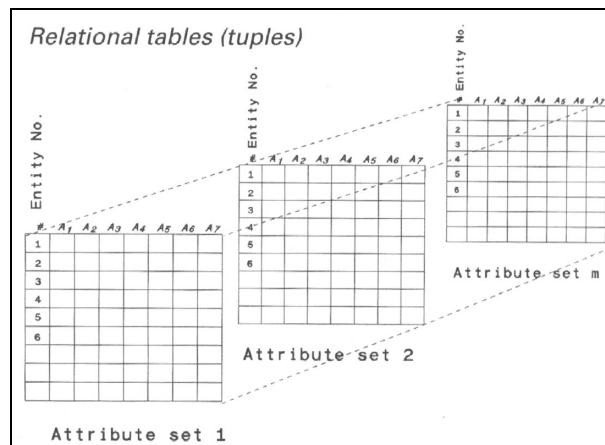 Relational tables (tuples)
Entity No.
# A1 A2 A3 A4 A5 A6 A7
1
2
3
4
5
6
Attribute set 1
Entity No.
# A1 A2 A3 A4 A5 A6 A7
1
2
3
4
5
6
Attribute set 2
Entity No.
# A1 A2 A3 A4 A5 A6 A7
1
2
3
4
5
6
Attribute set m